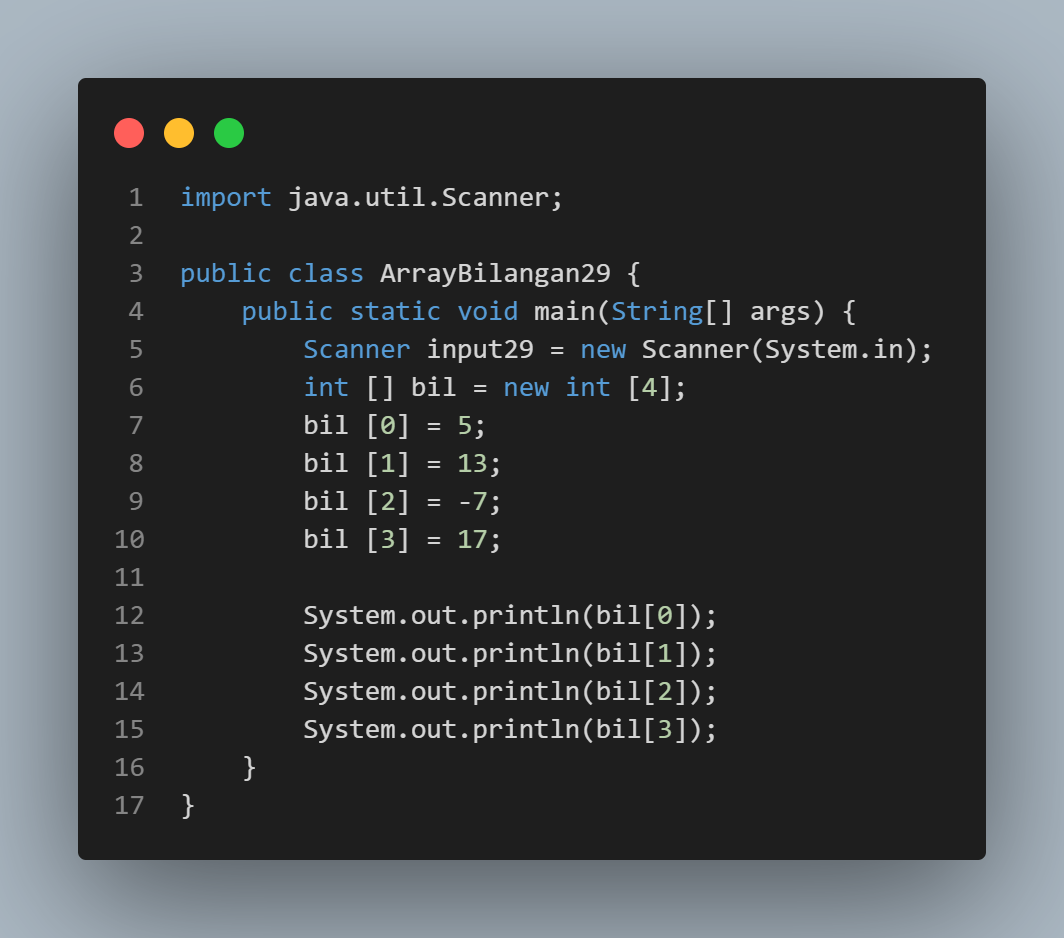 1 import java.util.Scanner;
2
3 public class ArrayBilangan29 {
4     public static void main(String[] args) {
5         Scanner input29 = new Scanner(System.in);
6         int [] bil = new int [4];
7         bil [0] = 5;
8         bil [1] = 13;
9         bil [2] = -7;
10         bil [3] = 17;
11
12         System.out.println(bil[0]);
13         System.out.println(bil[1]);
14         System.out.println(bil[2]);
15         System.out.println(bil[3]);
16     }
17 }